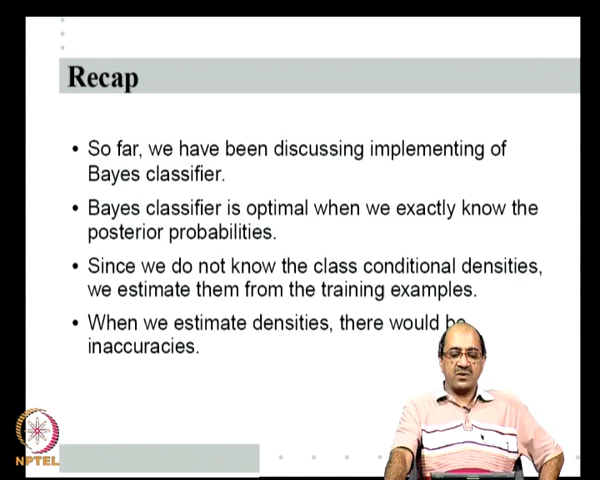 Recap
• So far, we have been discussing implementing of
Bayes classifier.
• Bayes classifier is optimal when we exactly know the
posterior probabilities.
• Since we do not know the class conditional densities,
we estimate them from the training examples.
• When we estimate densities, there would be
inaccuracies.
NPTEL